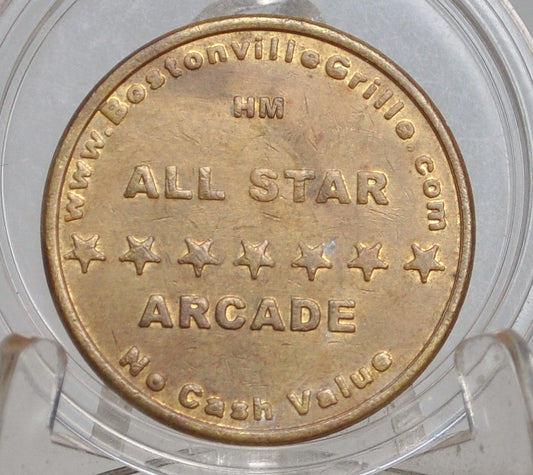 www.BostonvilleGrille.com
HM
ALL STAR
ARCADE
No Cash Value